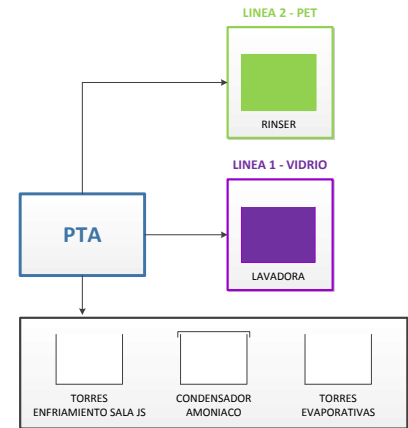 LINEA 2 - PET
RINSER
LINEA 1 - VIDRIO
PTA
LAVADORA
TORRES
ENFRIAMIENTO SALA JS
CONDENSADOR
AMONIACO
TORRES
EVAPORATIVAS